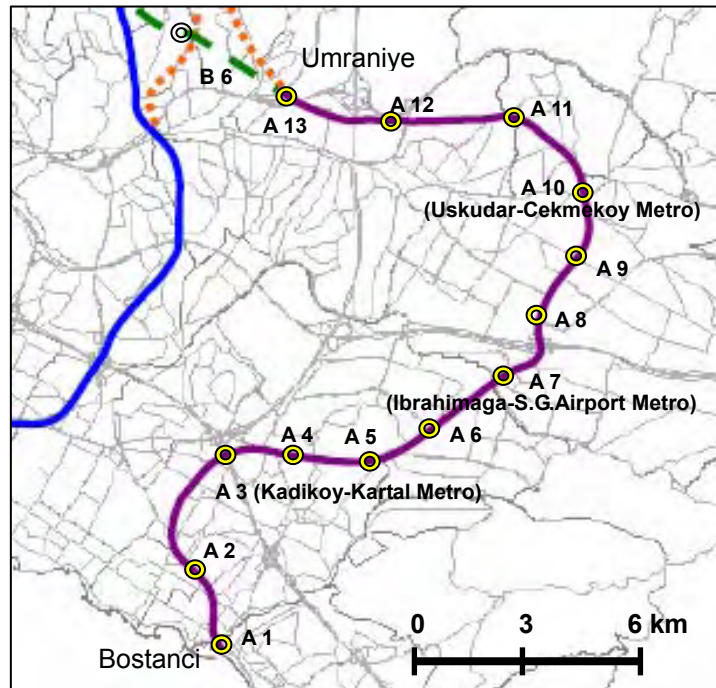 Umraniye
B 6
A 13
A 12
A 11
A 10
(Uskudar-Cekmekoy Metro)
A 9
A 8
A 7
(Ibrahimaga-S.G.Airport Metro)
A 6
A 5
A 4
A 3 (Kadikoy-Kartal Metro)
A 2
A 1
Bostanci
0 3 6 km